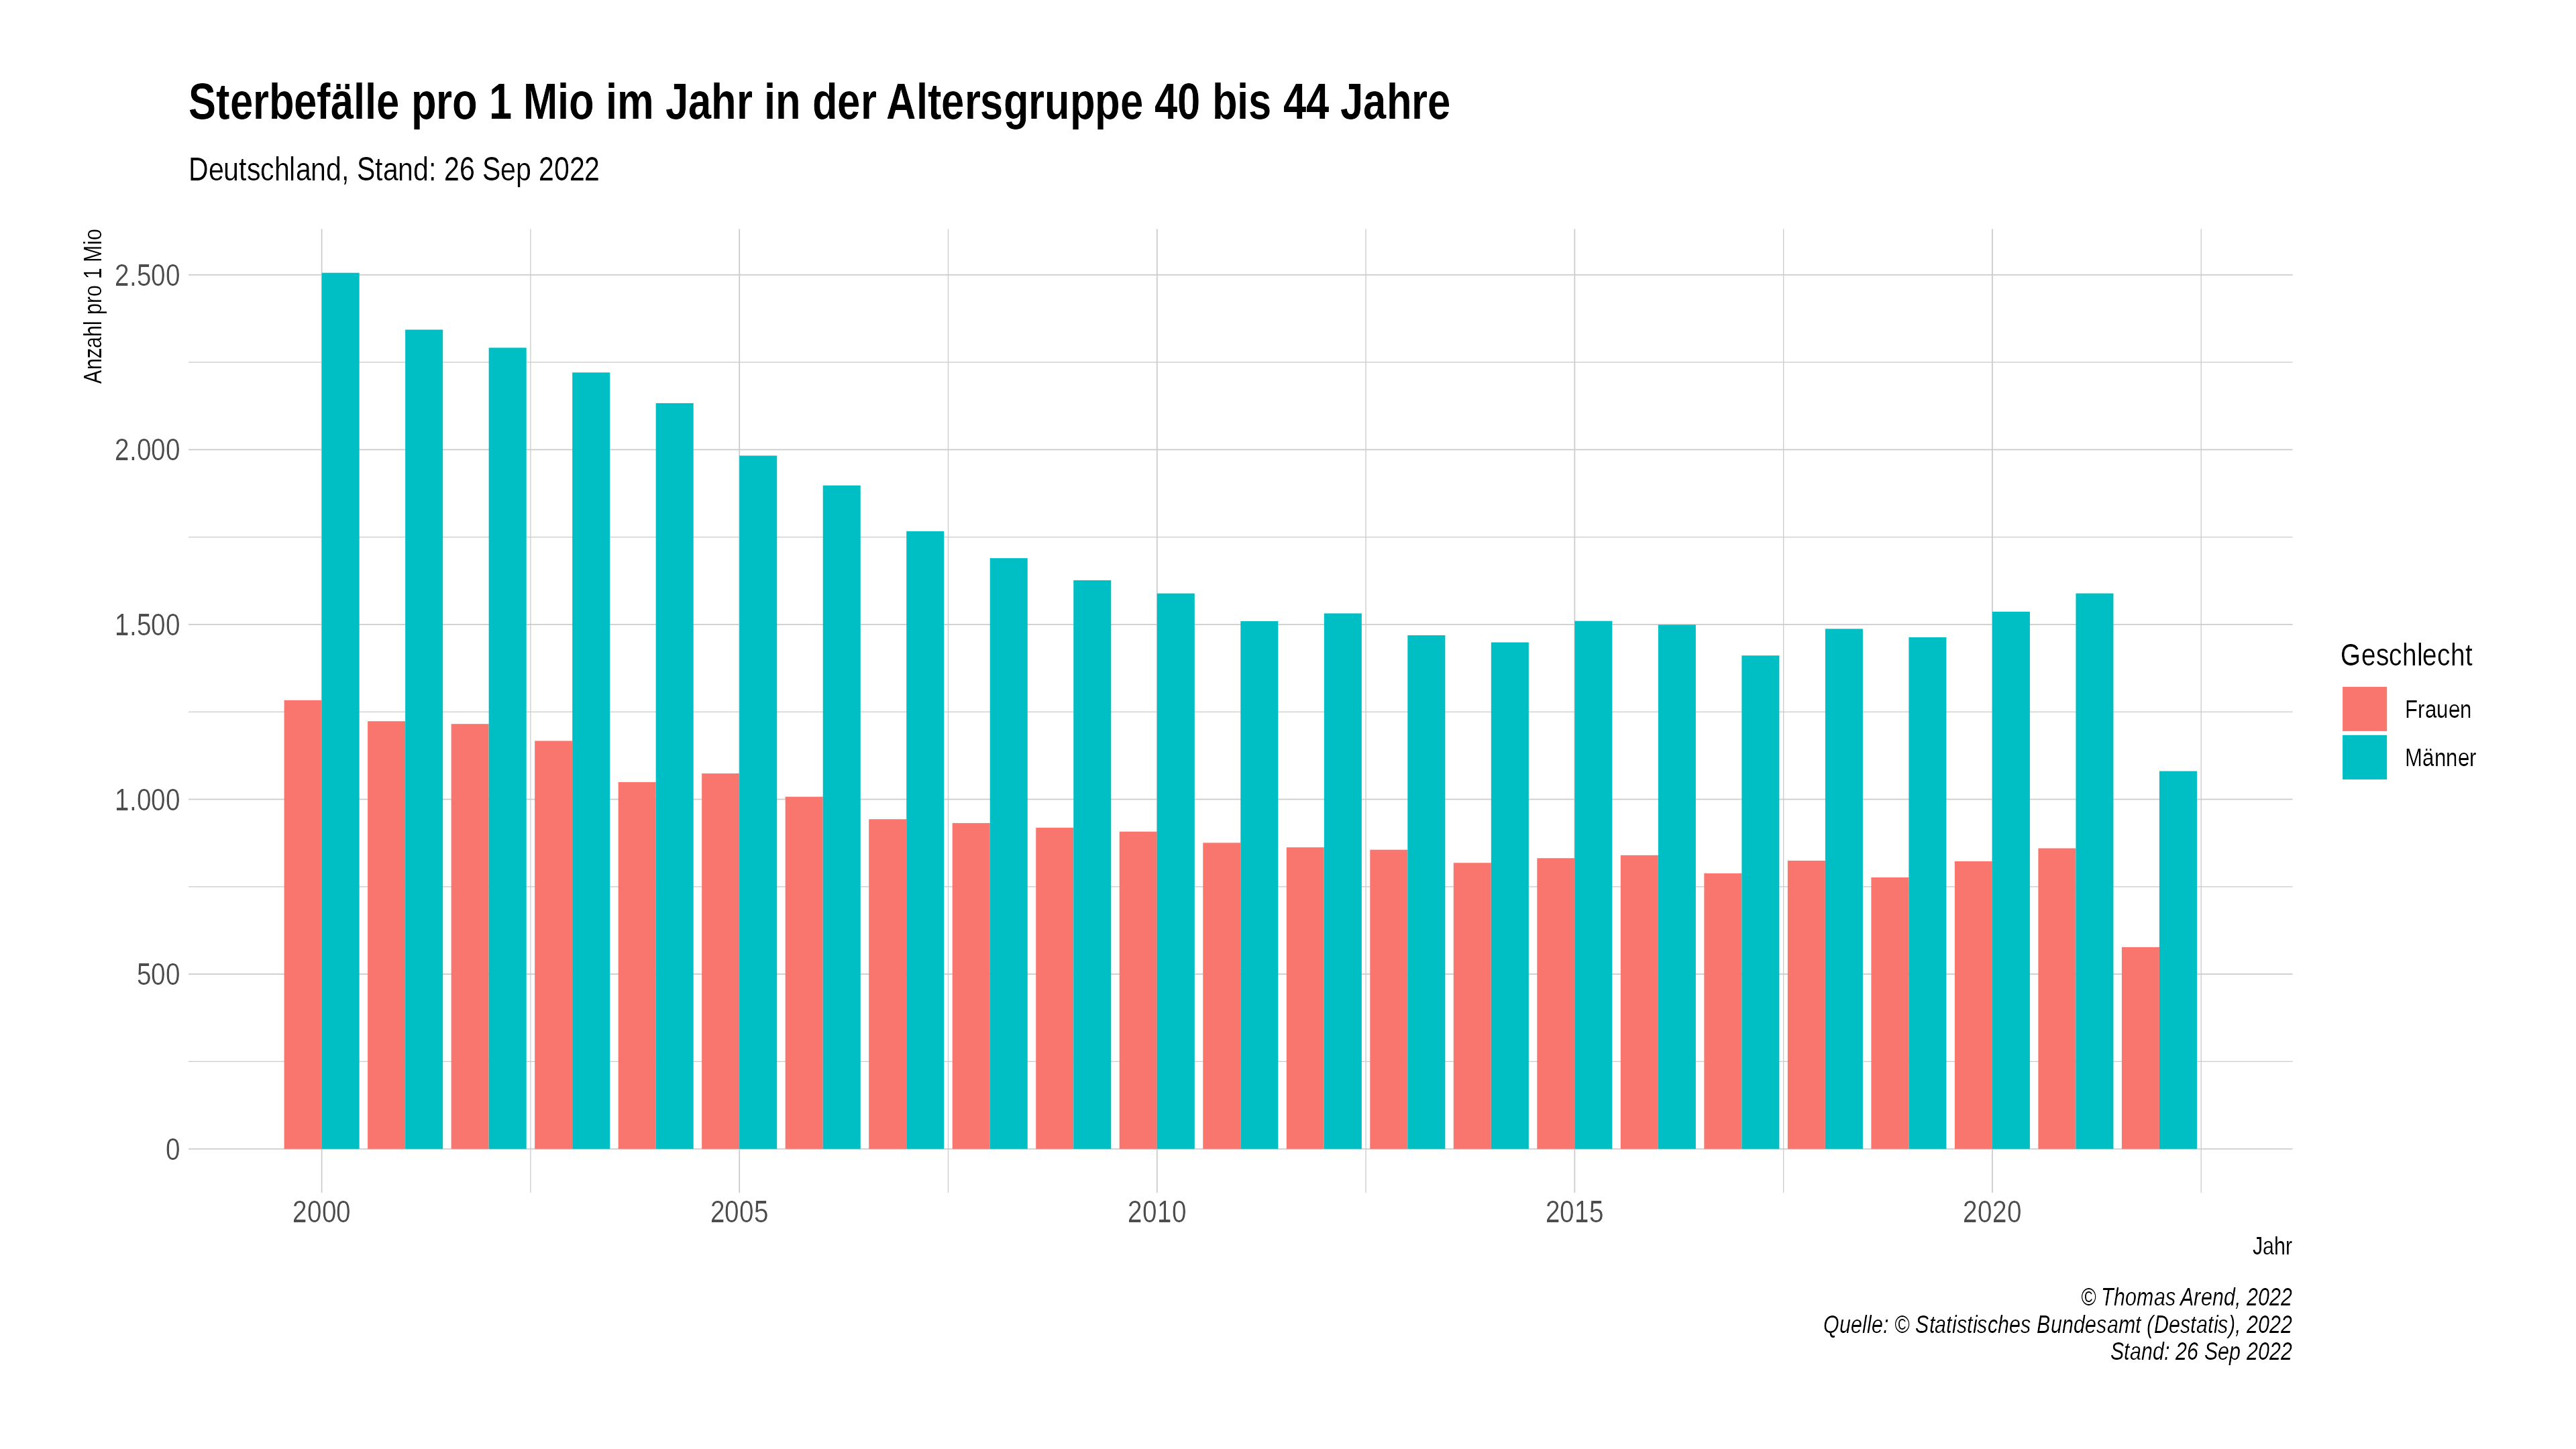 Sterbefälle pro 1 Mio im Jahr in der Altersgruppe 40 bis 44 Jahre
Deutschland, Stand: 26 Sep 2022
Anzahl pro 1 Mio
2.500
2.000
1.500
1.000
500
0
2000
2005
2010
2015
2020
Jahr
Geschlecht
Frauen
Männer
© Thomas Arend, 2022
Quelle: © Statistisches Bundesamt (Destatis), 2022
Stand: 26 Sep 2022